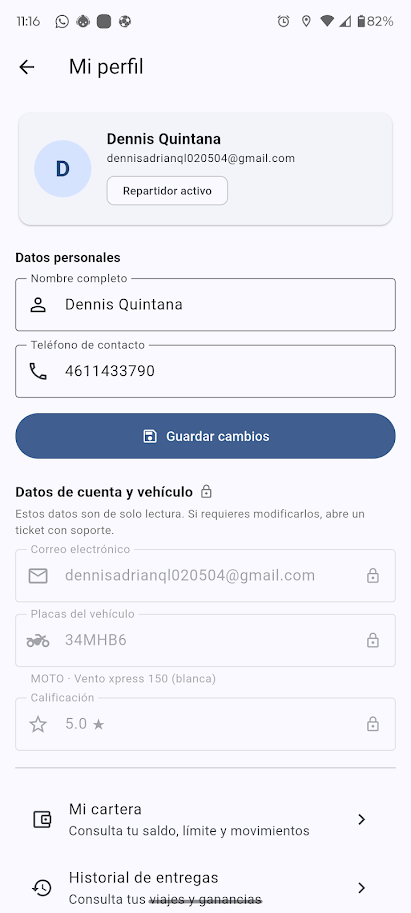 11:16
82%
Mi perfil
D
Dennis Quintana
dennisadrianql020504@gmail.com
Repartidor activo
Datos personales
Nombre completo
Dennis Quintana
Teléfono de contacto
4611433790
Guardar cambios
Datos de cuenta y vehículo
Estos datos son de solo lectura. Si requieres modificarlos, abre un
ticket con soporte.
Correo electrónico
dennisadrianql020504@gmail.com
Placas del vehículo
34MHB6
MOTO · Vento xpress 150 (blanca)
Calificación
5.0 ★
Mi cartera
Consulta tu saldo, límite y movimientos
Historial de entregas
Consulta tus viajes y ganancias